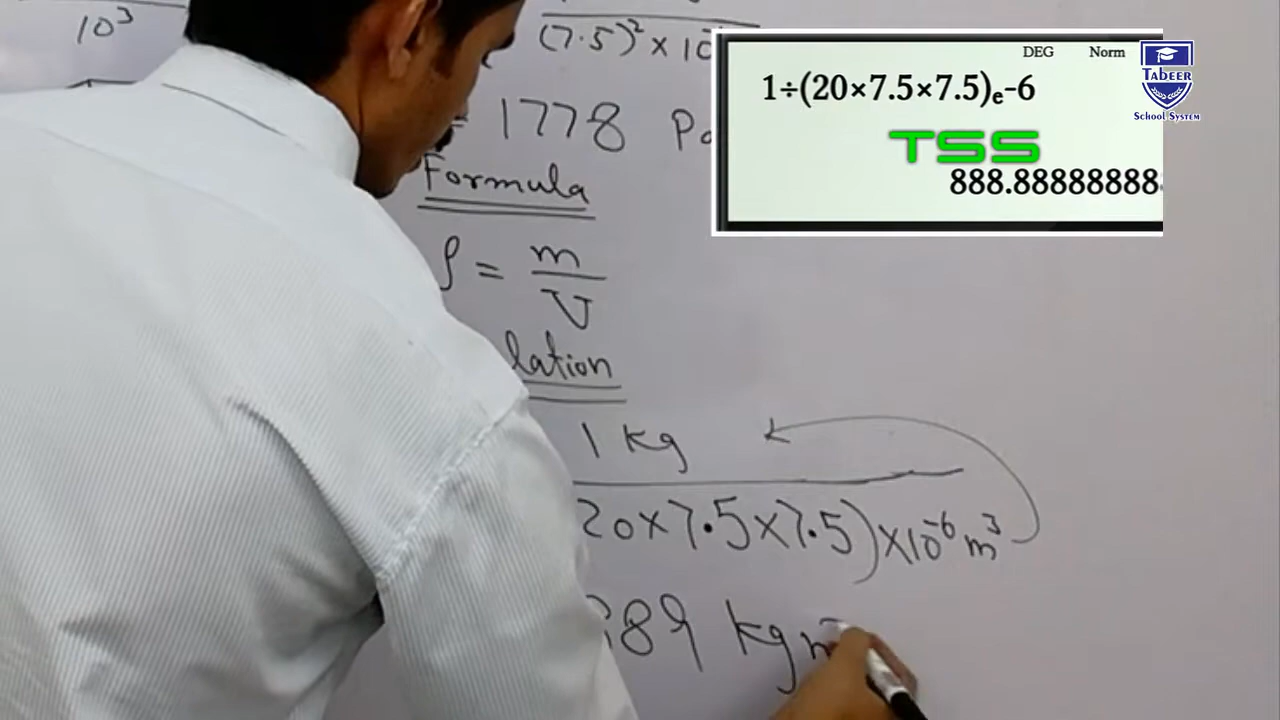 10³
(7.5)² × 10
= 1778 Pa
Formula
ρ = m
V
lation
1 kg
20×7.5×7.5)×10⁻⁶ m³
889 kg m
DEG Norm
1÷(20×7.5×7.5)ₑ-6
TSS
888.88888888
TABEER
SCHOOL SYSTEM